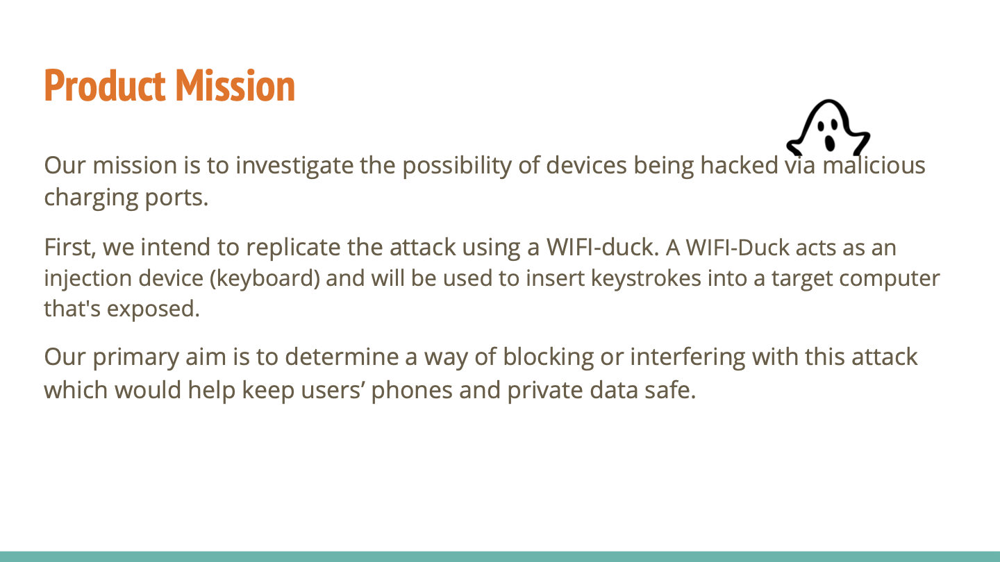 Product Mission
Our mission is to investigate the possibility of devices being hacked via malicious
charging ports.
First, we intend to replicate the attack using a WIFI-duck. A WIFI-Duck acts as an
injection device (keyboard) and will be used to insert keystrokes into a target computer
that's exposed.
Our primary aim is to determine a way of blocking or interfering with this attack
which would help keep users’ phones and private data safe.